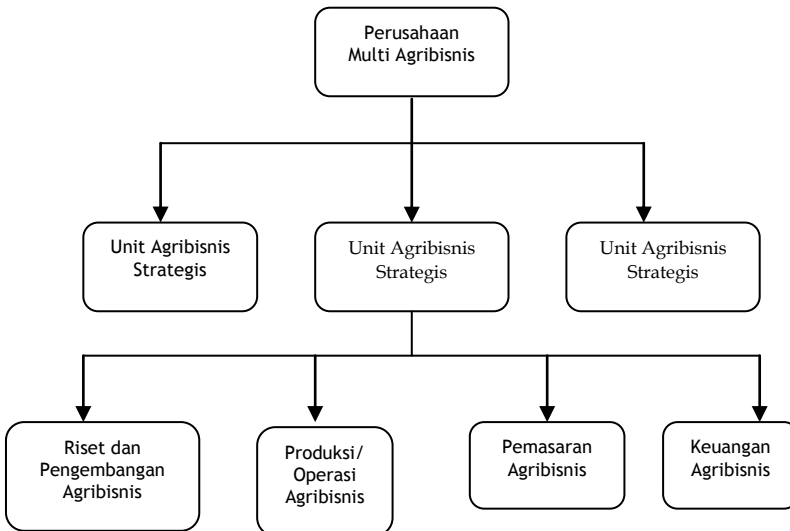 Perusahaan
Multi Agribisnis
Unit Agribisnis
Strategis
Unit Agribisnis
Strategis
Unit Agribisnis
Strategis
Riset dan
Pengembangan
Agribisnis
Produksi/
Operasi
Agribisnis
Pemasaran
Agribisnis
Keuangan
Agribisnis